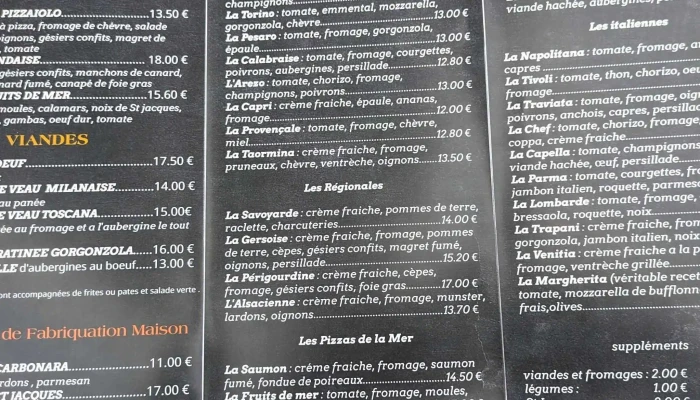 PIZZAIOLO.................13.50 €
à pizza, fromage de chèvre, salade
pignons, gésiers confits, magret de
, tomate
NDAISE.......................18.00 €
gésiers confits, manchons de canard,
nard fumé, canapé de foie gras
UITS DE MER.............15.60 €
moules, calamars, noix de St jacques,
, gambas, oeuf dur, tomate
VIANDES
OEUF..........................17.50 €
E VEAU MILANAISE.........14.00 €
au panée
E VEAU TOSCANA............15.00€
ée au fromage et a l'aubergine le tout
RATINEE GORGONZOLA.....16.00 €
LLE d'aubergines au boeuf.....13.00 €
ont accompagnées de frites ou pates et salade verte .
de Fabriquation Maison
CARBONARA 11.00 €
ardons , parmesan
T JACQUES....................17.00 €
champignons
La Torino : tomate, emmental, mozzarella,
gorgonzola, chèvre...............................13.00 €
La Pesaro : tomate, fromage, gorgonzola,
épaule.................................................13.00 €
La Calabraise : tomate, fromage, courgettes,
poivrons, aubergines, persillade...........12.80 €
L'Areso : tomate, chorizo, fromage,
champignons, poivrons..........................13.00 €
La Capri : crème fraiche, épaule, ananas,
fromage..............................................12.00 €
La Provençale : tomate, fromage, chèvre,
miel....................................................12.80 €
La Taormina : crème fraiche, fromage,
pruneaux, chèvre, ventrèche, oignons......13.50 €
Les Régionales
La Savoyarde : crème fraiche, pommes de terre,
raclette, charcuteries.............................14.00 €
La Gersoise : crème fraiche, fromage, pommes
de terre, cèpes, gésiers confits, magret fumé,
oignons, persillade................................15.20 €
La Périgourdine : crème fraiche, cèpes,
fromage, gésiers confits, foie gras..........17.00 €
L'Alsacienne : crème fraiche, fromage, munster,
lardons, oignons...................................13.70 €
Les Pizzas de la Mer
La Saumon : crème fraiche, fromage, saumon
fumé, fondue de poireaux......................14.50 €
La Fruits de mer : tomate, fromage, moules,
viande hachée, aubergines,
Les italiennes
La Napolitana : tomate, fromage,
capres
La Tivoli : tomate, thon, chorizo,
fromage
La Traviata : tomate, fromage,
poivrons, anchois, capres,
La Chef : tomate, chorizo, fromage,
coppa, crème fraiche
La Capella : tomate, champignons
viande hachée, œuf, persillade
La Parma : tomate, courgettes,
jambon italien, roquette,
La Lombarde : tomate, fromage,
bressaola, roquette, noix
La Trapani : crème fraiche,
gorgonzola, jambon italien, noix
La Venitia : crème fraiche a la
fromage, ventrèche grillée
La Margherita (véritable
tomate, mozzarella de
frais,olives
suppléments
viandes et fromages : 2.00 €
légumes : 1.00 €